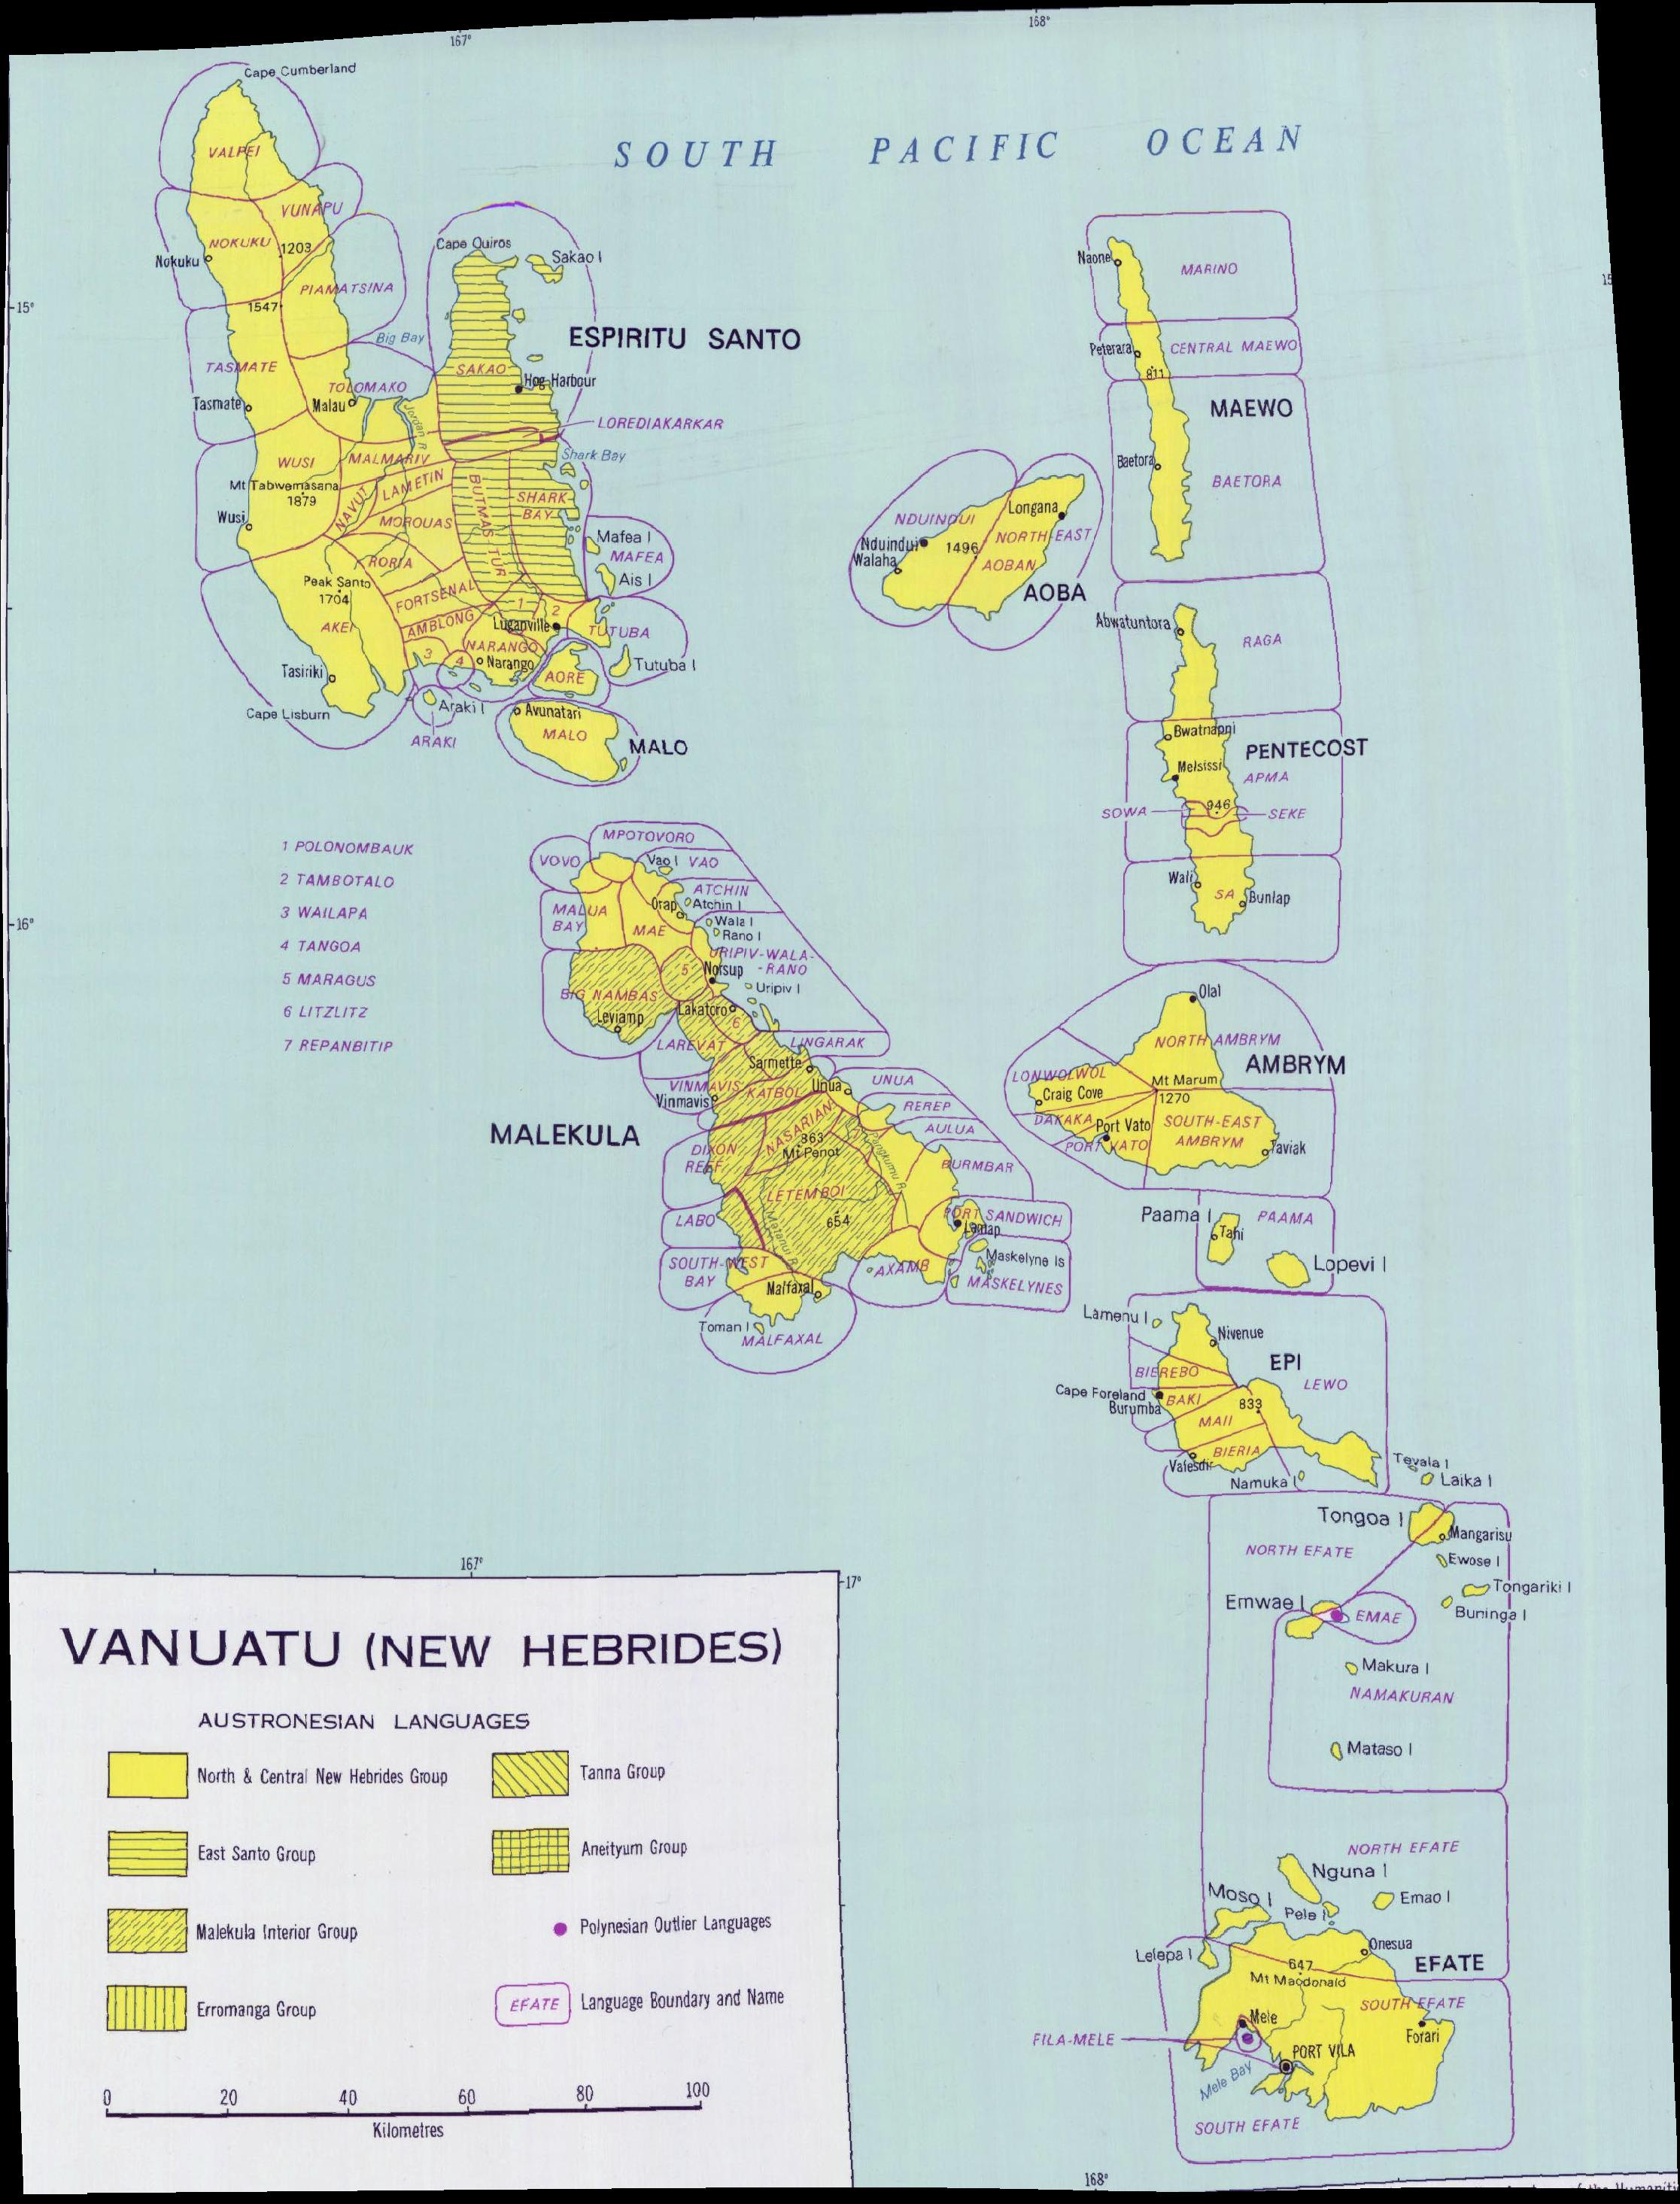 167°
168°
Cape Cumberland
SOUTH PACIFIC OCEAN
VALPEI
VUNAPU
NOKUKU
1203
Nokuku
Cape Quiros
Sakao I
PIAMATSINA
15°
1547
Big Bay
ESPIRITU SANTO
TASMATE
SAKAO
TOLOMAKO
Hog Harbour
Tasmate
Malau
Jordan R
LOREDIAKARKAR
Shark Bay
WUSI
MALMARIV
Mt Tabwemasana
1879
NAVUT
LAMETIN
BUTMAS-TUR
SHARK
BAY
Wusi
MOROUAS
Mafea I
MAFEA
RORIA
Peak Santo
1704
Ais I
FORTSENAL
AKEI
AMBLONG
1
2
Luganville
TUTUBA
NARANGO
3
4
Narango
Tutuba I
Tasiriki
AORE
Cape Lisburn
Araki I
Avunatari
ARAKI
MALO
MALO
Naone
MARINO
Peterara
CENTRAL MAEWO
811
MAEWO
Baetora
BAETORA
NDUINDUI
Longana
Nduindui
1496
NORTH-EAST
Walaha
AOBAN
AOBA
Abwatuntora
RAGA
Bwatnapni
PENTECOST
Melsissi
APMA
SOWA
946
SEKE
Wali
SA
Bunlap
1 POLONOMBAUK
2 TAMBOTALO
3 WAILAPA
4 TANGOA
5 MARAGUS
6 LITZLITZ
7 REPANBITIP
16°
MPOTOVORO
VOVO
Vao I
VAO
ATCHIN
Orap
Atchin I
MALUA
BAY
MAE
Wala I
Rano I
URIPIV-WALA-
-RANO
5
Norsup
Uripiv I
BIG NAMBAS
Leviamp
Lakatoro
6
LAREVAT
LINGARAK
Sarmette
VINMAVIS
KATBOL
Unua
UNUA
Vinmavis
REREP
MALEKULA
NASARIAN
863
Mt Penot
AULUA
DIXON
REEF
BURMBAR
LETEMBOI
654
LABO
Matanui R
PORT SANDWICH
Lamap
SOUTH-WEST
BAY
AXAMB
Maskelyne Is
MASKELYNES
Malfaxal
Toman I
MALFAXAL
Olal
NORTH AMBRYM
AMBRYM
LONWOLWOL
Mt Marum
1270
Craig Cove
DAKAKA
Port Vato
SOUTH-EAST
AMBRYM
PORT VATO
Taviak
Paama I
PAAMA
Tahi
Lopevi I
Lamenu I
Nivenue
EPI
BIEREBO
LEWO
Cape Foreland
Burumba
BAKI
833
MAII
BIERIA
Valesdir
Namuka I
Tevala I
Laika I
Tongoa I
Mangarisu
NORTH EFATE
Ewose I
Tongariki I
Emwae I
EMAE
Buninga I
Makura I
NAMAKURAN
Mataso I
NORTH EFATE
Nguna I
Moso I
Emao I
Pele I
Lelepa I
Onesua
EFATE
647
Mt Macdonald
SOUTH EFATE
Mele
Forari
FILA-MELE
PORT VILA
Mele Bay
SOUTH EFATE
168°
167°
17°
VANUATU (NEW HEBRIDES)
AUSTRONESIAN LANGUAGES
North & Central New Hebrides Group
Tanna Group
East Santo Group
Aneityum Group
Malekula Interior Group
Polynesian Outlier Languages
Erromanga Group
EFATE
Language Boundary and Name
0 20 40 60 80 100
Kilometres